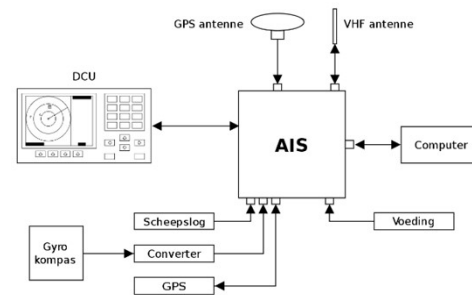 GPS antenne
VHF antenne
DCU
AIS
Computer
Scheepslog
Voeding
Gyro
kompas
Converter
GPS